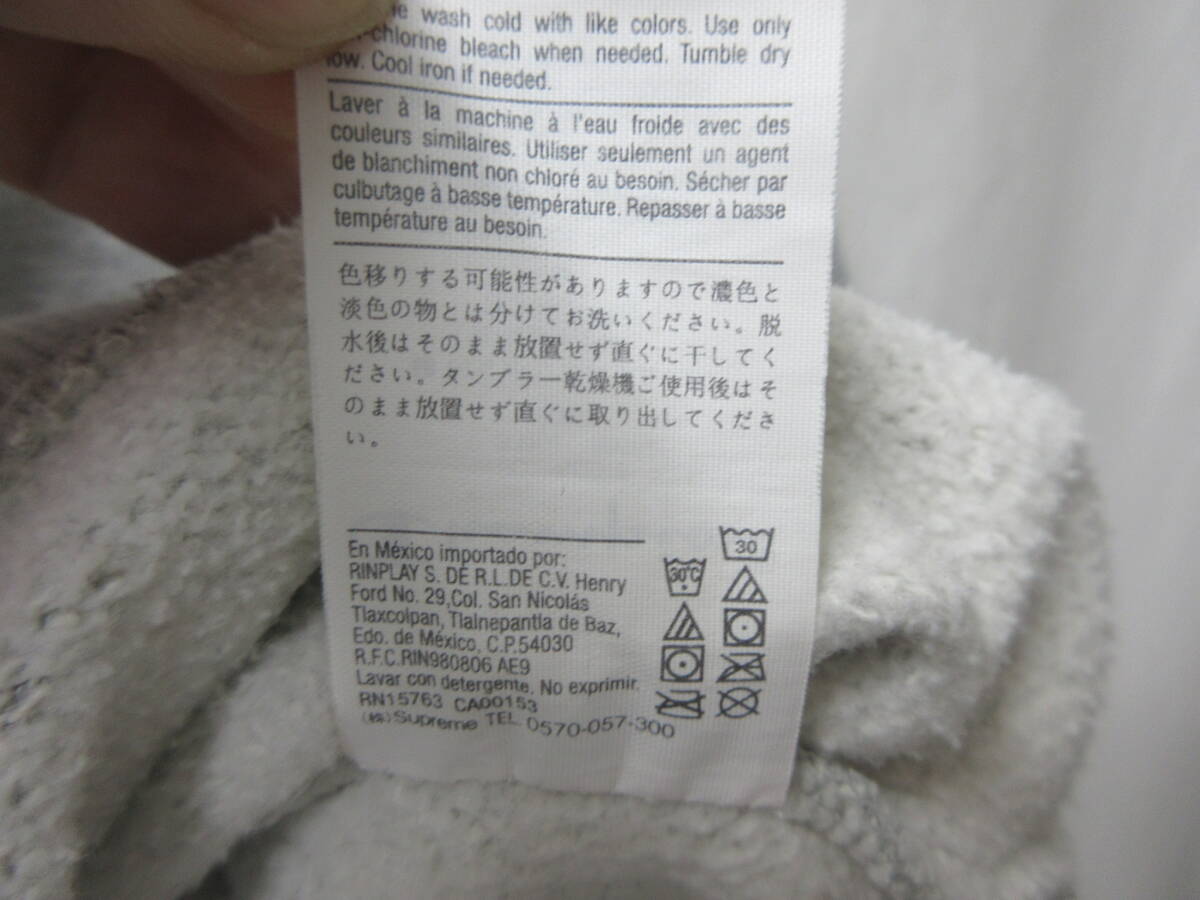 wash cold with like colors. Use only
-chlorine bleach when needed. Tumble dry
low. Cool iron if needed.
Laver à la machine à l'eau froide avec des
couleurs similaires. Utiliser seulement un agent
de blanchiment non chloré au besoin. Sécher par
culbutage à basse température. Repasser à basse
température au besoin.
色移りする可能性がありますので濃色と
淡色の物とは分けてお洗いください。脱
水後はそのまま放置せず直ぐに干してく
ださい。タンブラー乾燥機ご使用後はそ
のまま放置せず直ぐに取り出してくださ
い。
En México importado por:
RINPLAY S. DE R.L.DE C.V. Henry
Ford No. 29,Col. San Nicolás
Tlaxcolpan, Tlalnepantla de Baz,
Edo. de México, C.P.54030
R.F.C.RIN980806 AE9
Lavar con detergente. No exprimir.
RN15763 CA00153
(株)Supreme TEL 0570-057-300
30
30°C